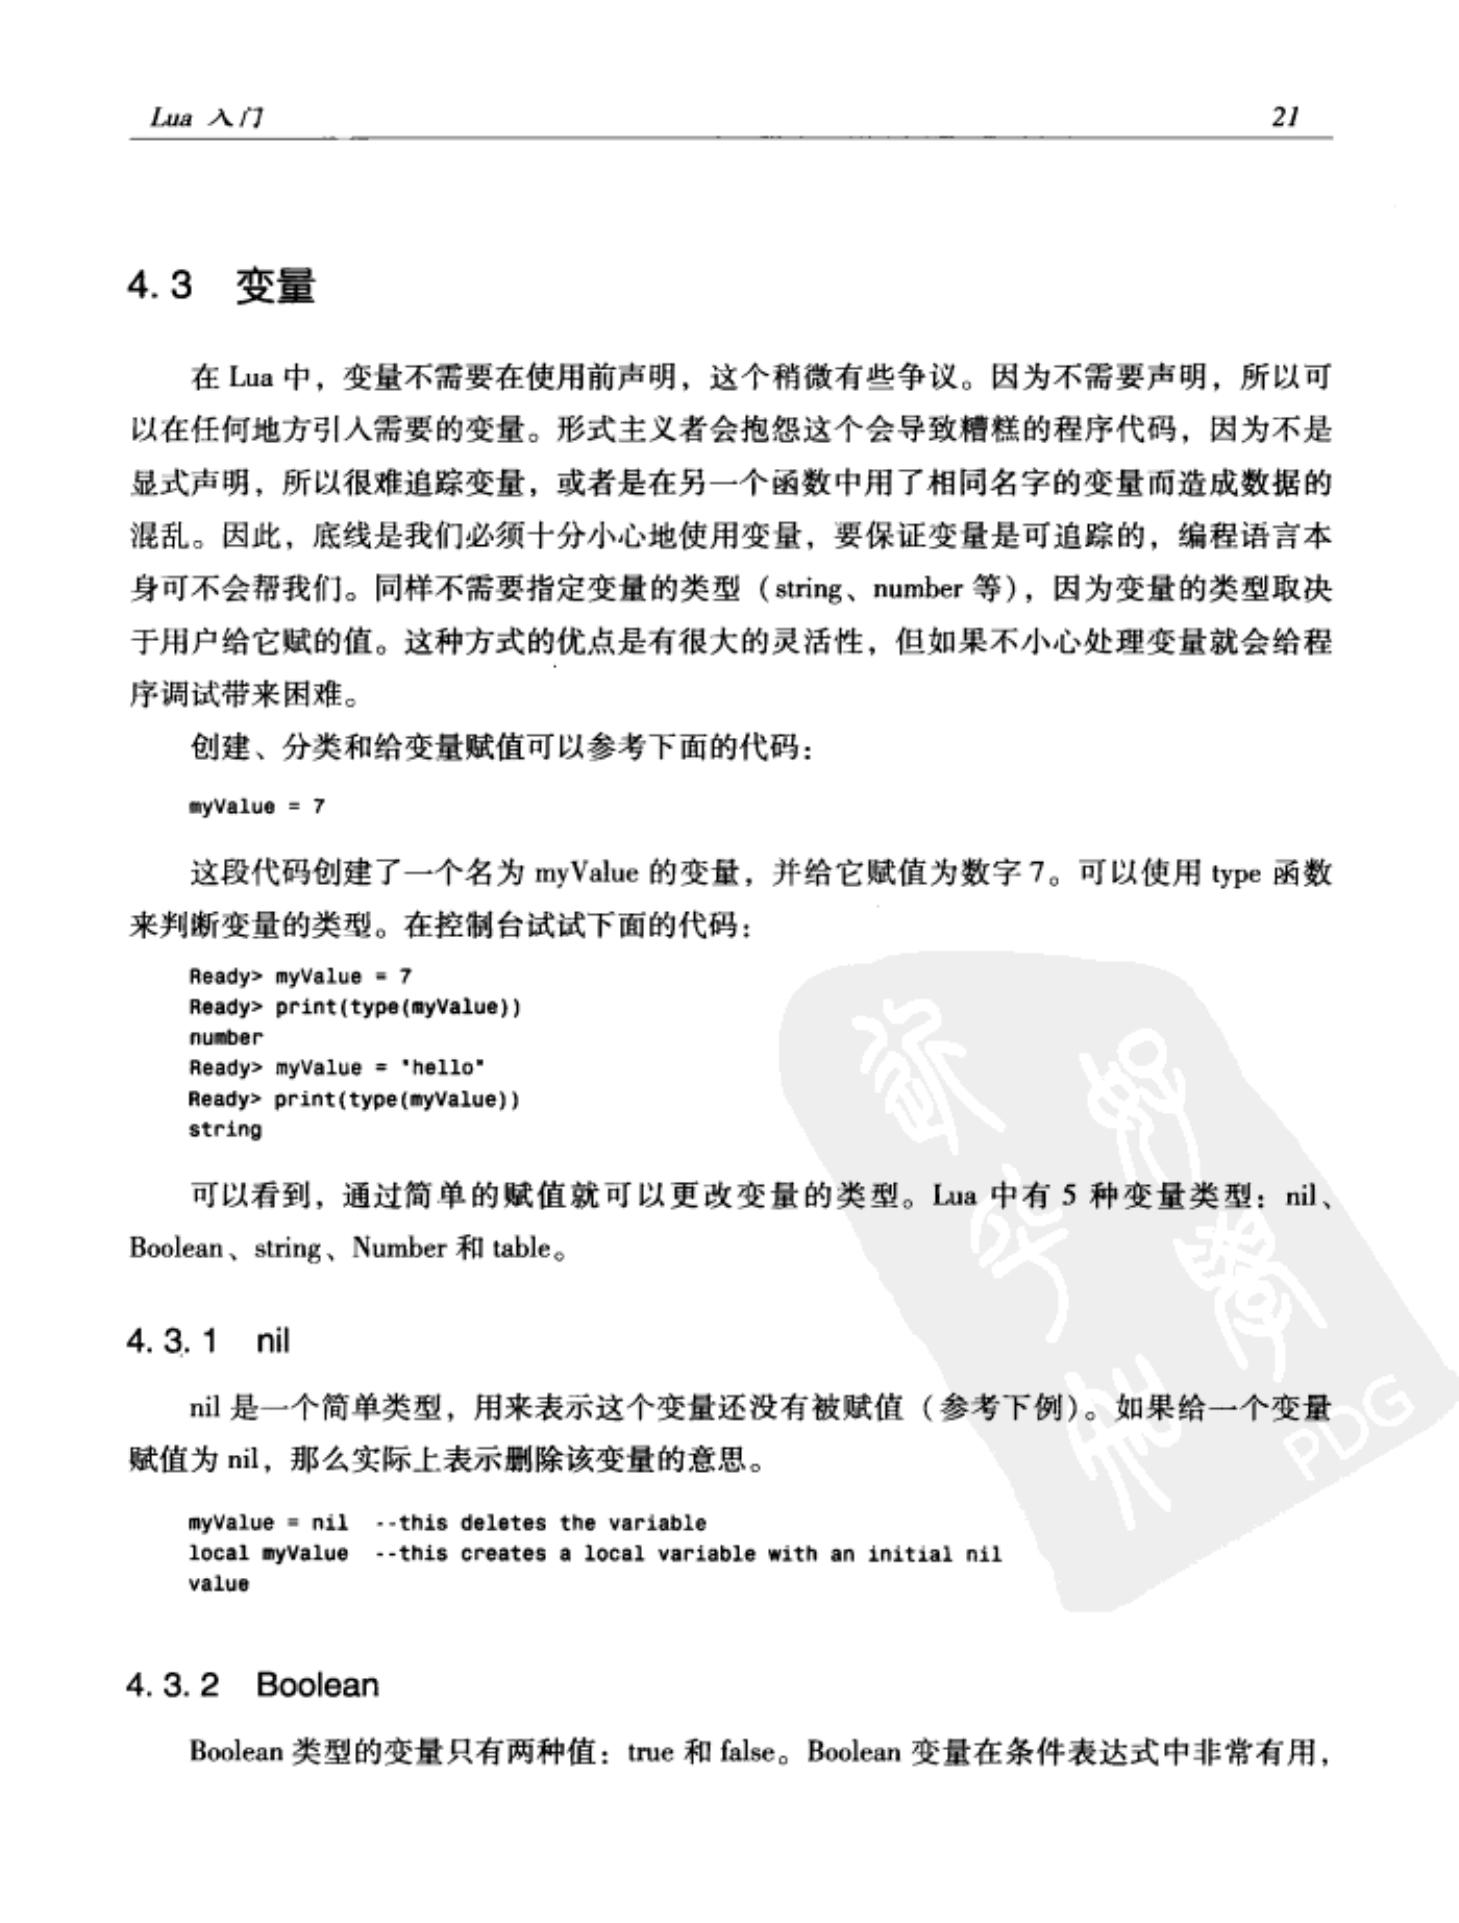 Lua 入门
21
4.3 变量
在 Lua 中，变量不需要在使用前声明，这个稍微有些争议。因为不需要声明，所以可
以在任何地方引入需要的变量。形式主义者会抱怨这个会导致糟糕的程序代码，因为不是
显式声明，所以很难追踪变量，或者是在另一个函数中用了相同名字的变量而造成数据的
混乱。因此，底线是我们必须十分小心地使用变量，要保证变量是可追踪的，编程语言本
身可不会帮我们。同样不需要指定变量的类型（string、number 等），因为变量的类型取决
于用户给它赋的值。这种方式的优点是有很大的灵活性，但如果不小心处理变量就会给程
序调试带来困难。
创建、分类和给变量赋值可以参考下面的代码：
myValue = 7
这段代码创建了一个名为 myValue 的变量，并给它赋值为数字 7。可以使用 type 函数
来判断变量的类型。在控制台试试下面的代码：
Ready> myValue = 7
Ready> print(type(myValue))
number
Ready> myValue = "hello"
Ready> print(type(myValue))
string
可以看到，通过简单的赋值就可以更改变量的类型。Lua 中有 5 种变量类型：nil、
Boolean、string、Number 和 table。
4.3.1 nil
nil 是一个简单类型，用来表示这个变量还没有被赋值（参考下例）。如果给一个变量
赋值为 nil，那么实际上表示删除该变量的意思。
PDG
myValue = nil --this deletes the variable
local myValue --this creates a local variable with an initial nil
value
4.3.2 Boolean
Boolean 类型的变量只有两种值：true 和 false。Boolean 变量在条件表达式中非常有用，